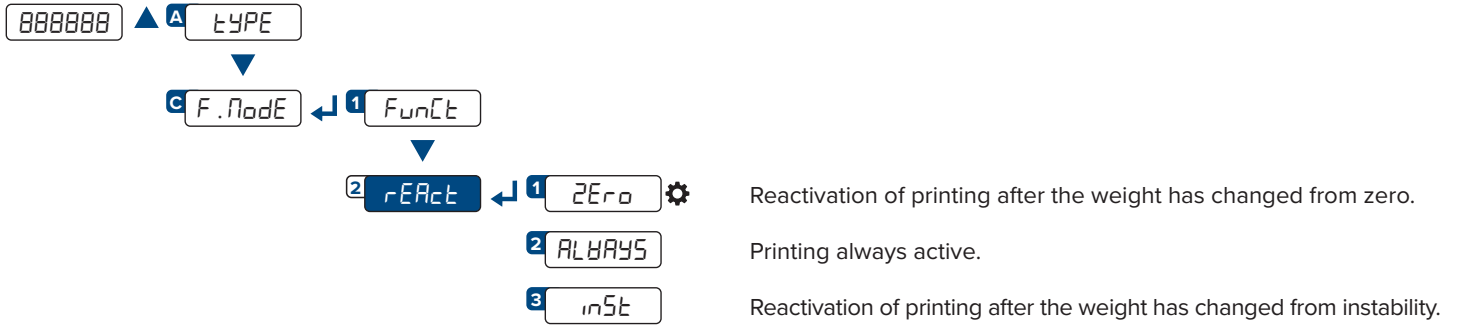 888888 A tYPE
C F.ModE 1 FunCt
2 rEAct 1 ZEro Reactivation of printing after the weight has changed from zero.
2 ALWAYS Printing always active.
3 inSt Reactivation of printing after the weight has changed from instability.